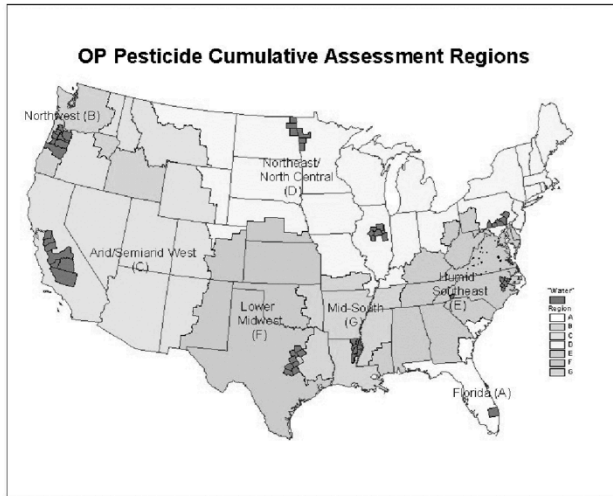 OP Pesticide Cumulative Assessment Regions
Northwest (B)
Northeast/
North Central
(D)
Arid/Semiarid West
(C)
Humid
Southeast
(E)
Lower
Midwest
(F)
Mid-South
(G)
Florida (A)
"Water"
Region
A
B
C
D
E
F
G